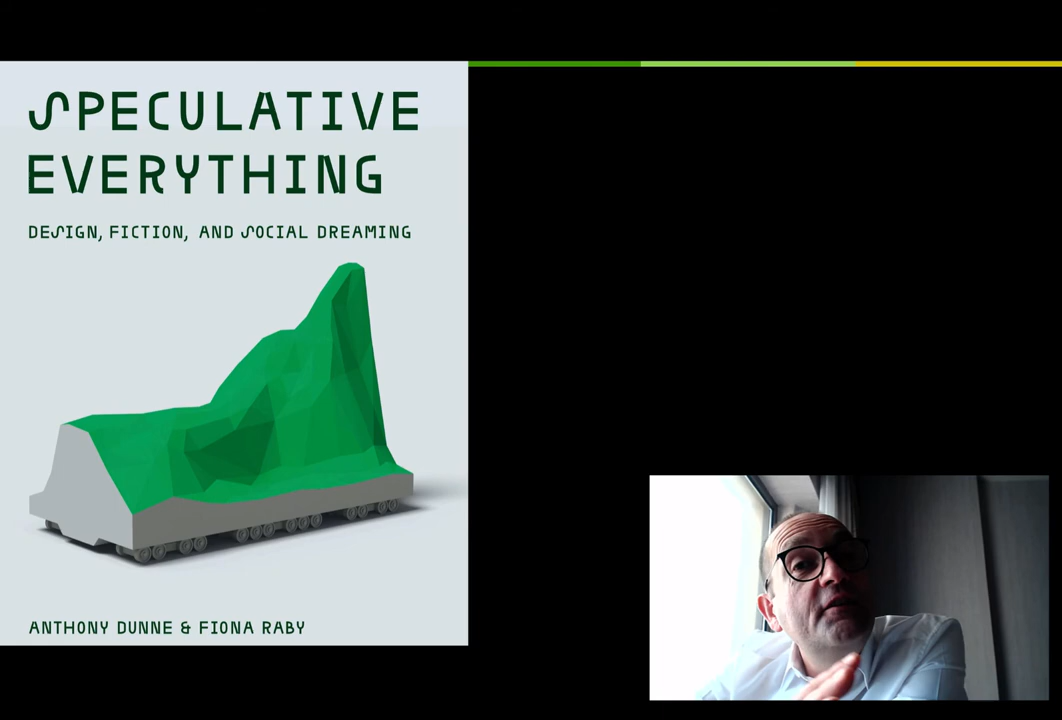 SPECULATIVE
EVERYTHING
DESIGN, FICTION, AND SOCIAL DREAMING
ANTHONY DUNNE & FIONA RABY